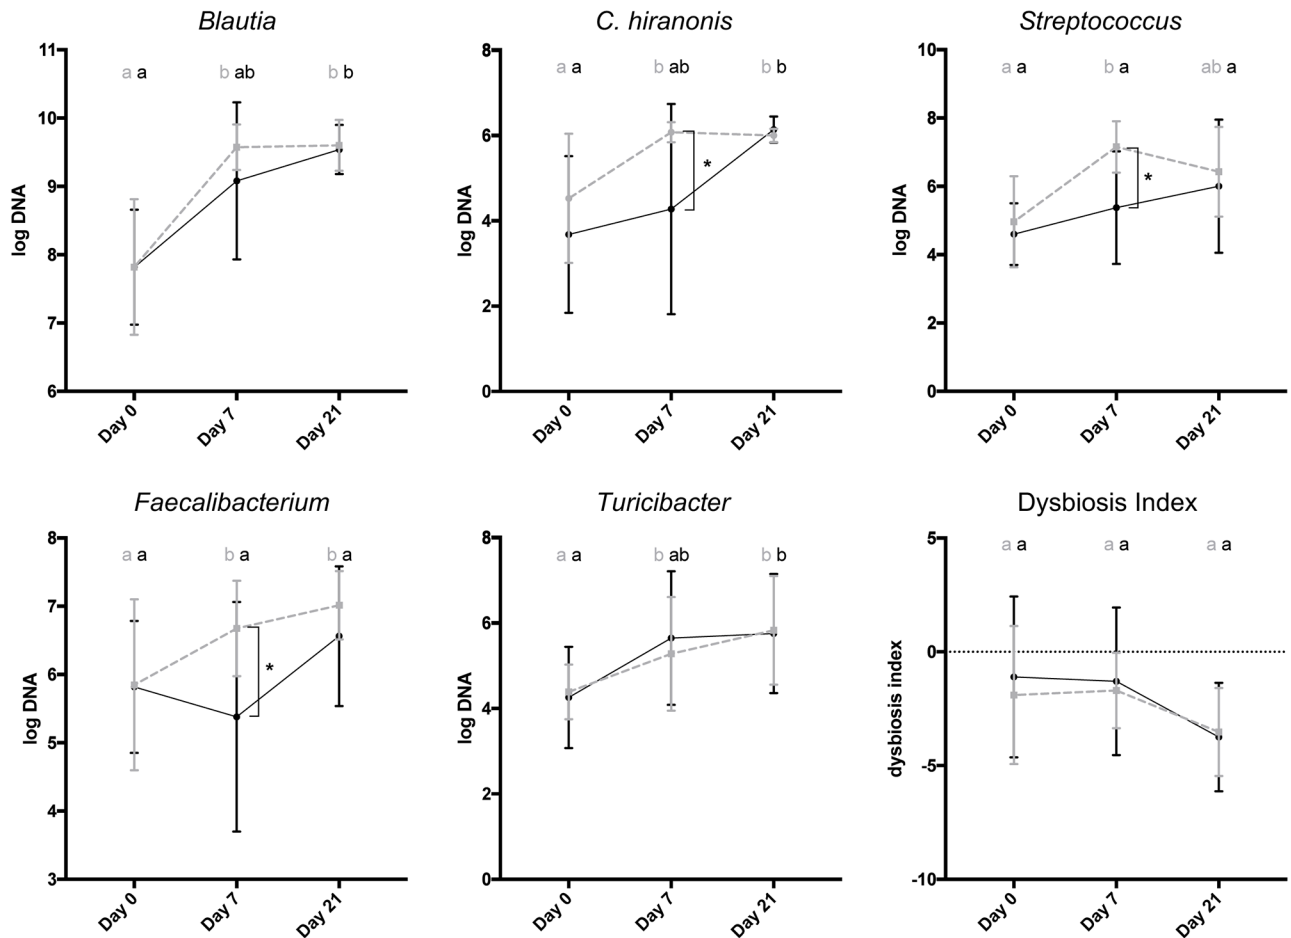 Blautia
11
10
9
8
7
6
log DNA
a a
b ab
b b
Day 0
Day 7
Day 21
C. hiranonis
8
6
4
2
0
log DNA
a a
b ab
b b
*
Day 0
Day 7
Day 21
Streptococcus
10
8
6
4
2
0
log DNA
a a
b a
ab a
*
Day 0
Day 7
Day 21
Faecalibacterium
8
7
6
5
4
3
log DNA
a a
b a
b a
*
Day 0
Day 7
Day 21
Turicibacter
8
6
4
2
0
log DNA
a a
b ab
b b
Day 0
Day 7
Day 21
Dysbiosis Index
5
0
-5
-10
dysbiosis index
a a
a a
a a
Day 0
Day 7
Day 21